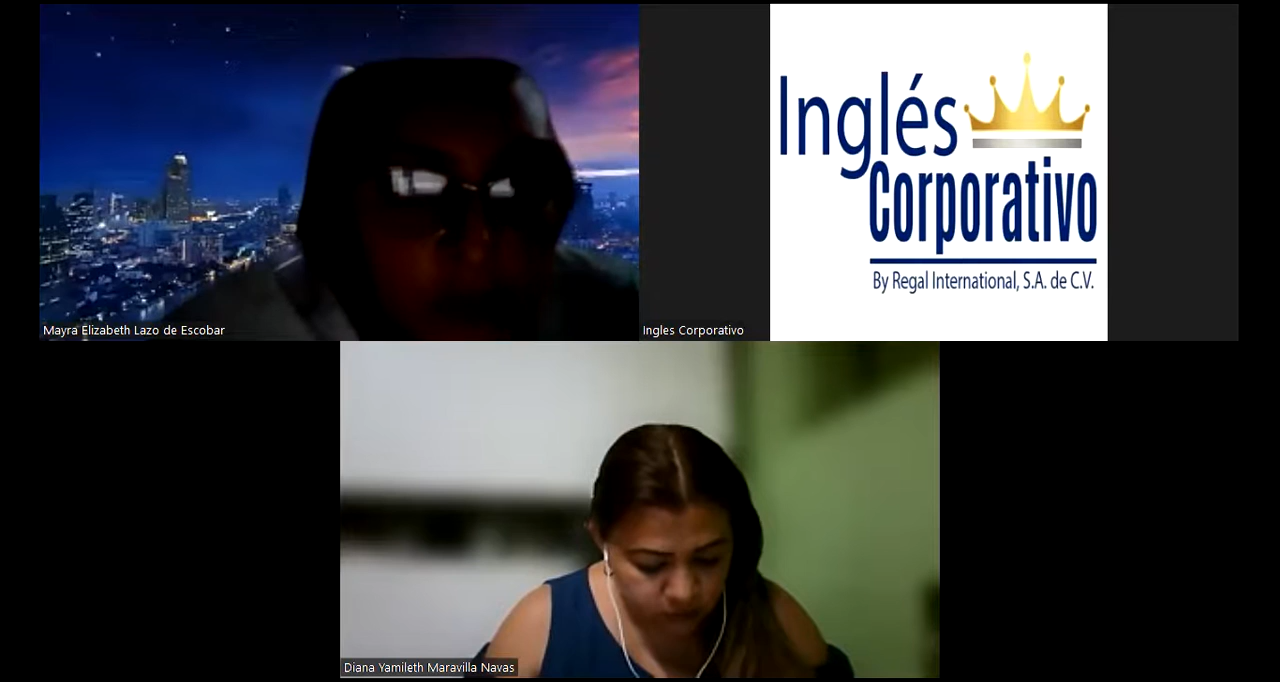 Inglés
Corporativo
By Regal International, S.A. de C.V.
Mayra Elizabeth Lazo de Escobar
Ingles Corporativo
Diana Yamileth Maravilla Navas